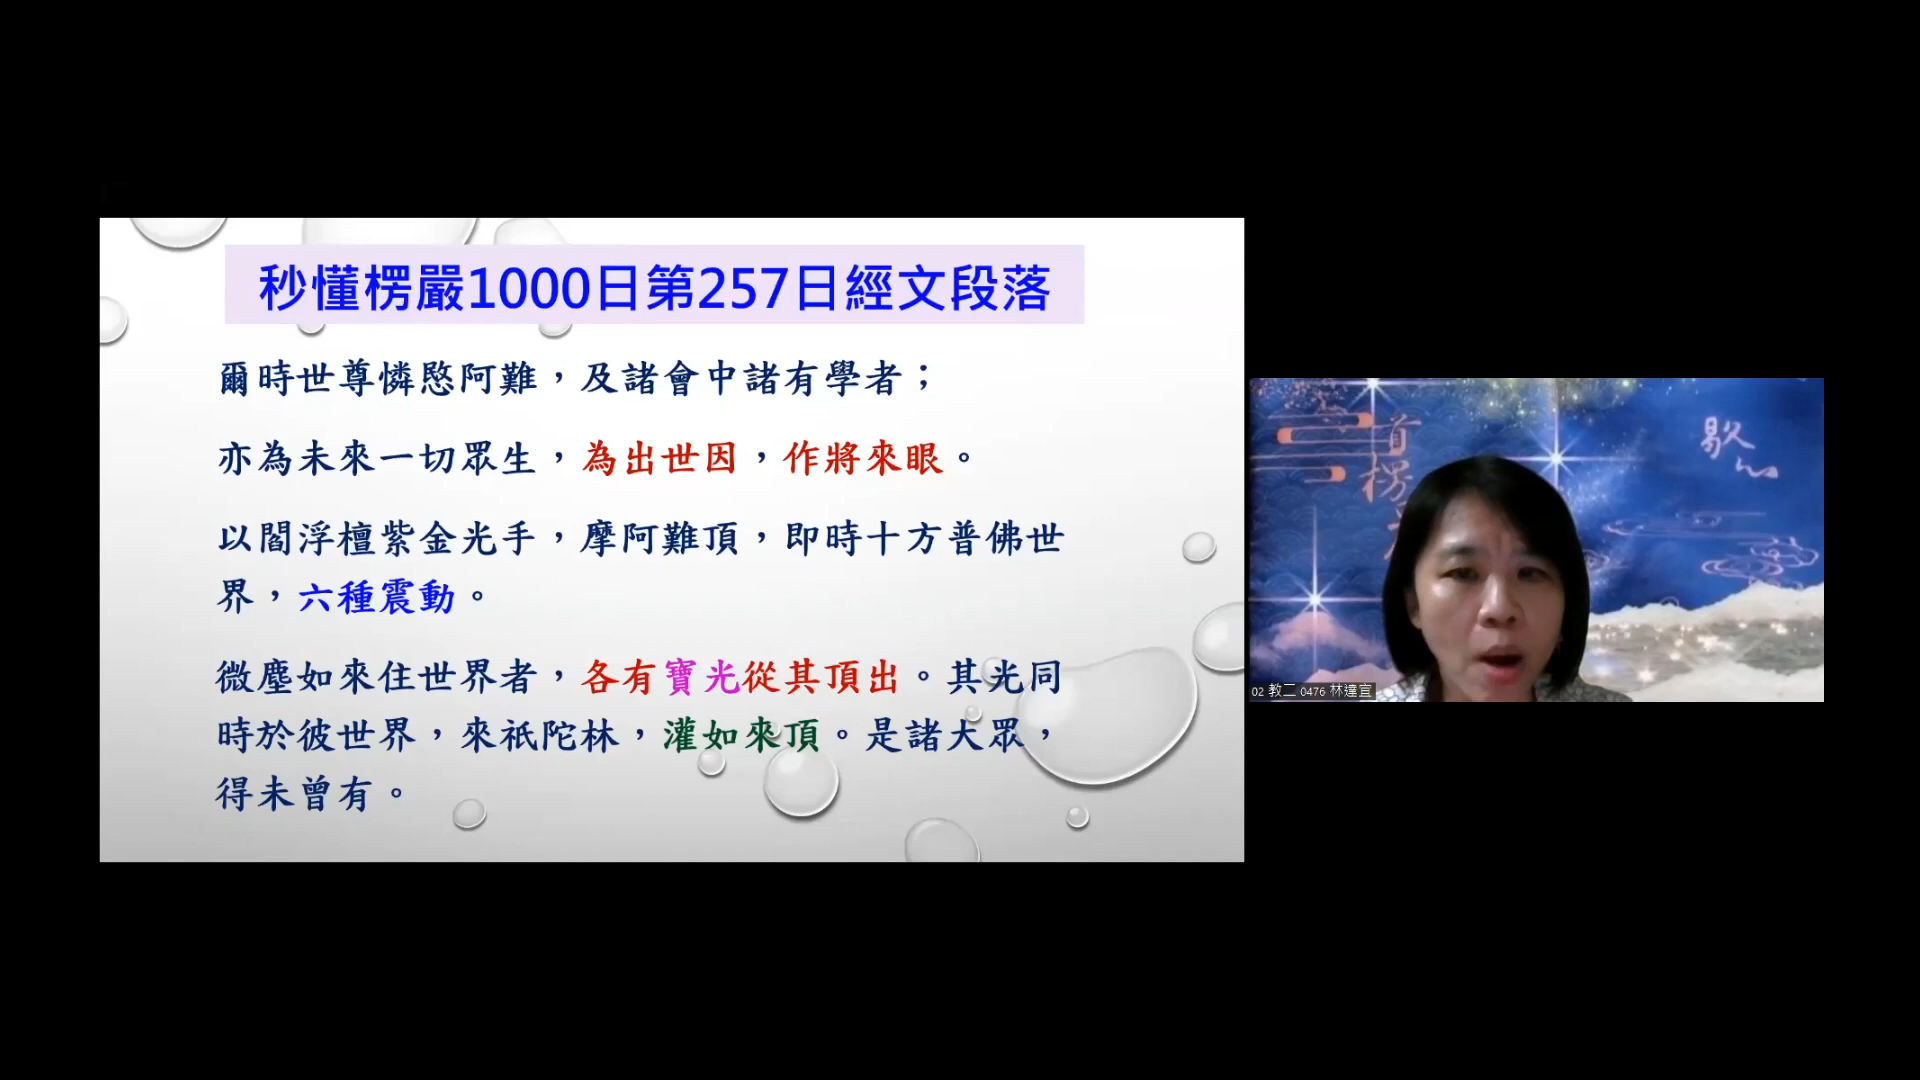 秒懂楞嚴1000日第257日經文段落
爾時世尊憐愍阿難，及諸會中諸有學者；
亦為未來一切眾生，為出世因，作將來眼。
以閻浮檀紫金光手，摩阿難頂，即時十方普佛世
界，六種震動。
微塵如來住世界者，各有寶光從其頂出。其光同
時於彼世界，來祇陀林，灌如來頂。是諸大眾，
得未曾有。
首楞
歇心
02 教二 0476 林達宜